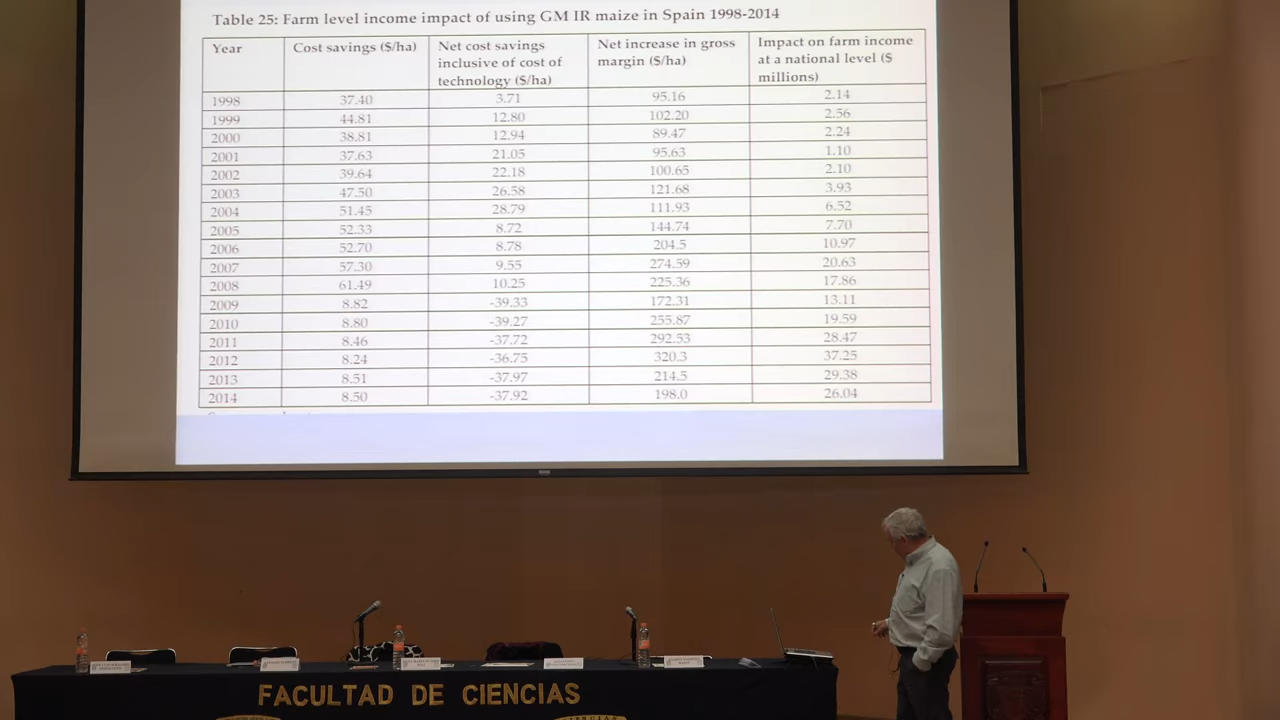 Table 25: Farm level income impact of using GM IR maize in Spain 1998-2014
Year Cost savings ($/ha) Net cost savings inclusive of cost of technology ($/ha) Net increase in gross margin ($/ha) Impact on farm income at a national level ($ millions)
1998 37.40 3.71 95.16 2.14
1999 44.81 12.80 102.20 2.56
2000 38.81 12.94 89.47 2.24
2001 37.63 21.05 95.63 1.10
2002 39.64 22.18 100.65 2.10
2003 47.50 26.58 121.68 3.93
2004 51.45 28.79 111.93 6.52
2005 52.33 8.72 144.74 7.70
2006 52.70 8.78 204.5 10.97
2007 57.30 9.55 274.59 20.63
2008 61.49 10.25 225.36 17.86
2009 8.82 -39.33 172.31 13.11
2010 8.80 -39.27 255.87 19.59
2011 8.46 -37.72 292.53 28.47
2012 8.24 -36.75 320.3 37.25
2013 8.51 -37.97 214.5 29.38
2014 8.50 -37.92 198.0 26.04
FACULTAD DE CIENCIAS